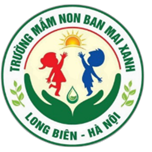 TRƯỜNG MẦM NON BAN MAI XANH
LONG BIÊN - HÀ NỘI